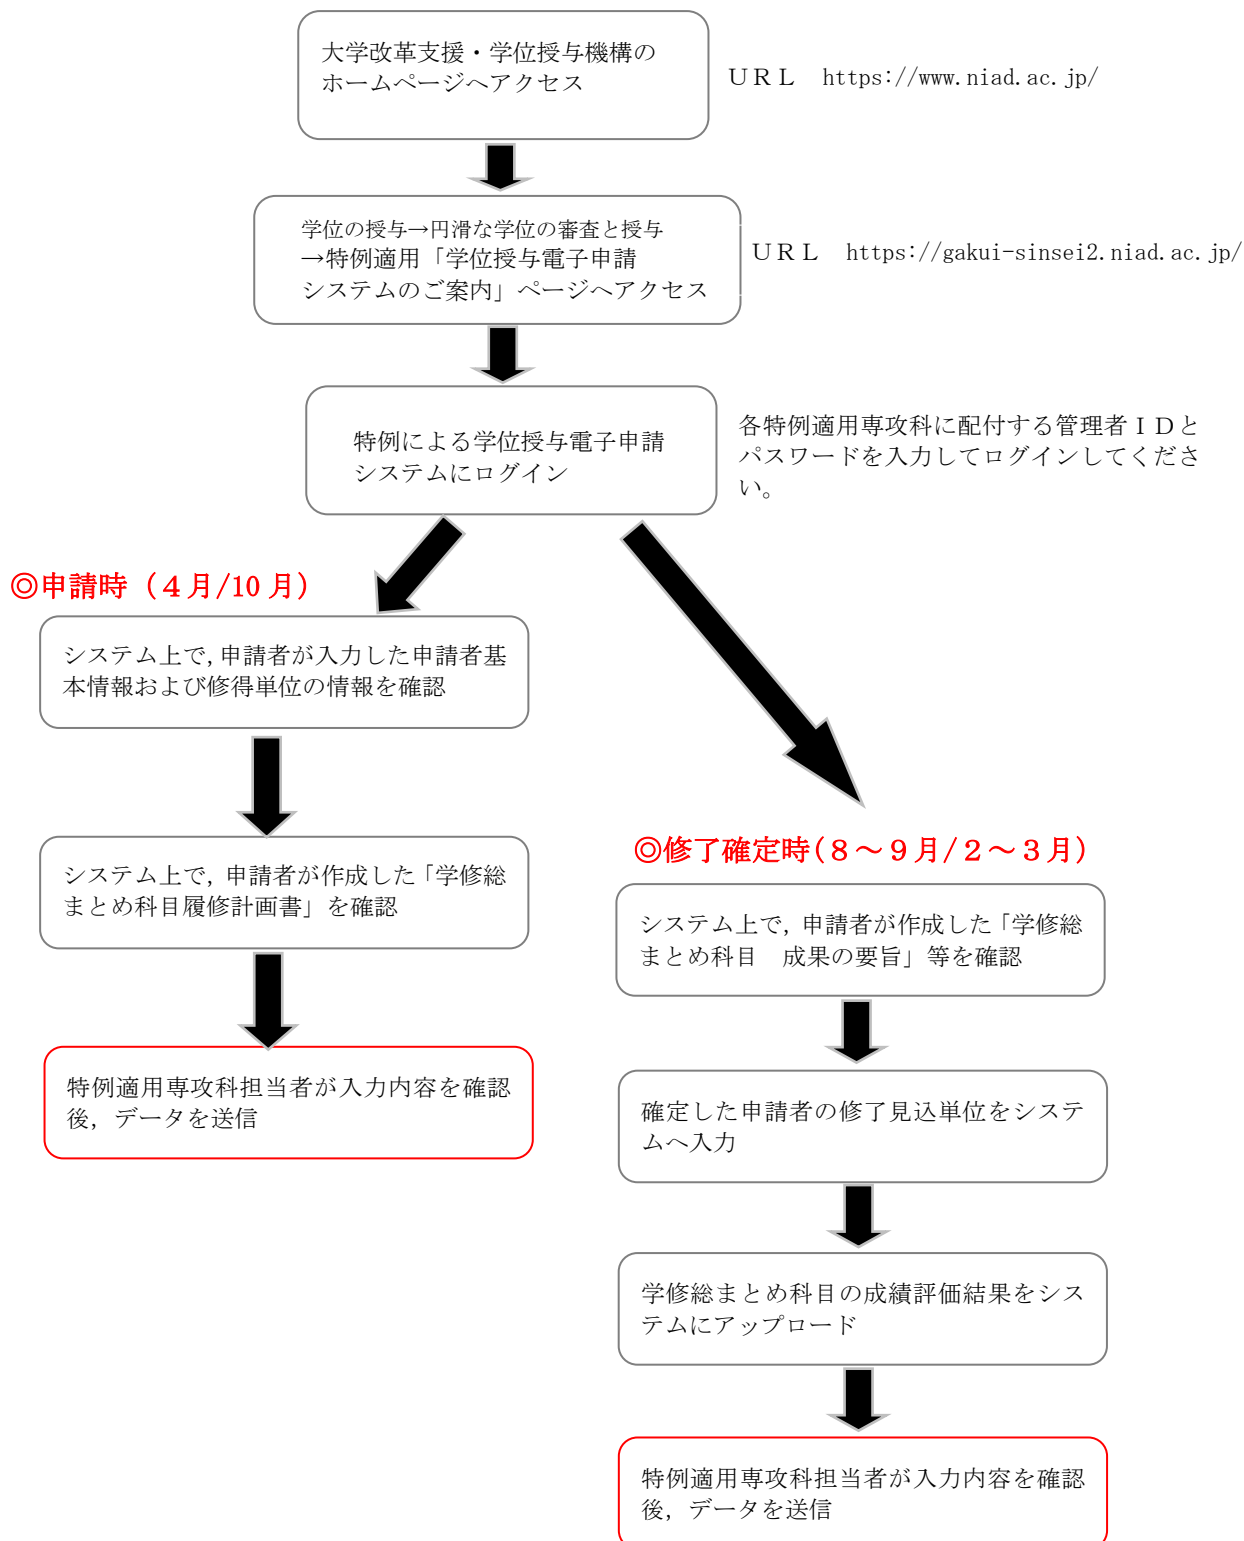 大学改革支援・学位授与機構の
ホームページへアクセス
ＵＲＬ　https://www.niad.ac.jp/
学位の授与→円滑な学位の審査と授与
→特例適用「学位授与電子申請
システムのご案内」ページへアクセス
ＵＲＬ　https://gakui-sinsei2.niad.ac.jp/
特例による学位授与電子申請
システムにログイン
各特例適用専攻科に配付する管理者ＩＤと
パスワードを入力してログインしてくださ
い。
◎申請時（４月/10月）
システム上で，申請者が入力した申請者基
本情報および修得単位の情報を確認
システム上で，申請者が作成した「学修総
まとめ科目履修計画書」を確認
特例適用専攻科担当者が入力内容を確認
後，データを送信
◎修了確定時（８～９月/２～３月）
システム上で，申請者が作成した「学修総
まとめ科目　成果の要旨」等を確認
確定した申請者の修了見込単位をシステ
ムへ入力
学修総まとめ科目の成績評価結果をシス
テムにアップロード
特例適用専攻科担当者が入力内容を確認
後，データを送信